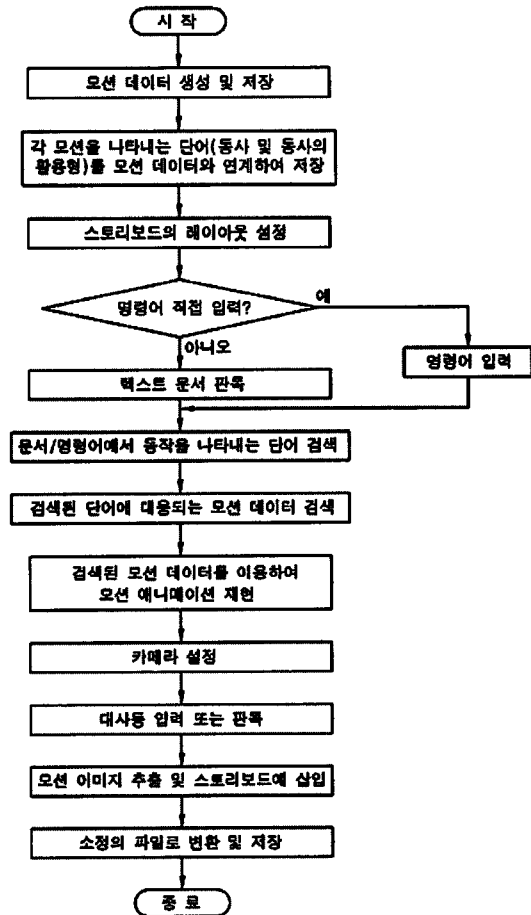 시 작
모션 데이터 생성 및 저장
각 모션을 나타내는 단어(동사 및 동사의
활용형)를 모션 데이터와 연계하여 저장
스토리보드의 레이아웃 설정
명령어 직접 입력?
예
아니오
명령어 입력
텍스트 문서 판독
문서/명령어에서 동작을 나타내는 단어 검색
검색된 단어에 대응되는 모션 데이터 검색
검색된 모션 데이터를 이용하여
모션 애니메이션 재현
카메라 설정
대사등 입력 또는 판독
모션 이미지 추출 및 스토리보드에 삽입
소정의 파일로 변환 및 저장
종 료